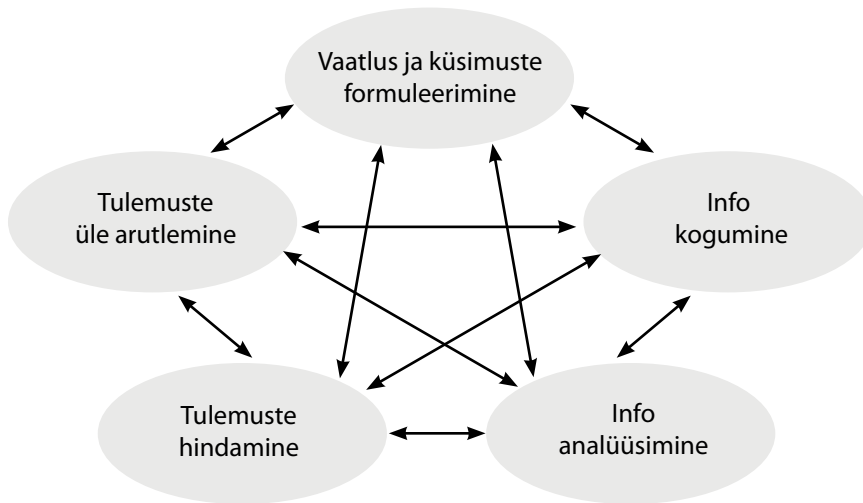 Vaatlus ja küsimuste
formuleerimine
Tulemuste
üle arutlemine
Info
kogumine
Tulemuste
hindamine
Info
analüüsimine